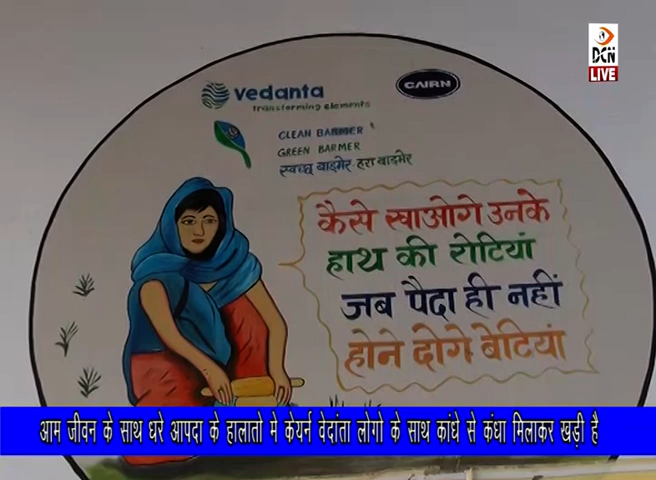 DCN
LIVE
vedanta
transforming elements
CAIRN
CLEAN BARMER
GREEN BARMER
स्वच्छ बाड़मेर हरा बाड़मेर
कैसे खाओगे उनके
हाथ की रोटियां
जब पैदा ही नहीं
होने दोगे बेटियां
आम जीवन के साथ धरे आपदा के हालातो मे केयर्न वेदांता लोगो के साथ कांधे से कंधा मिलाकर खड़ी है